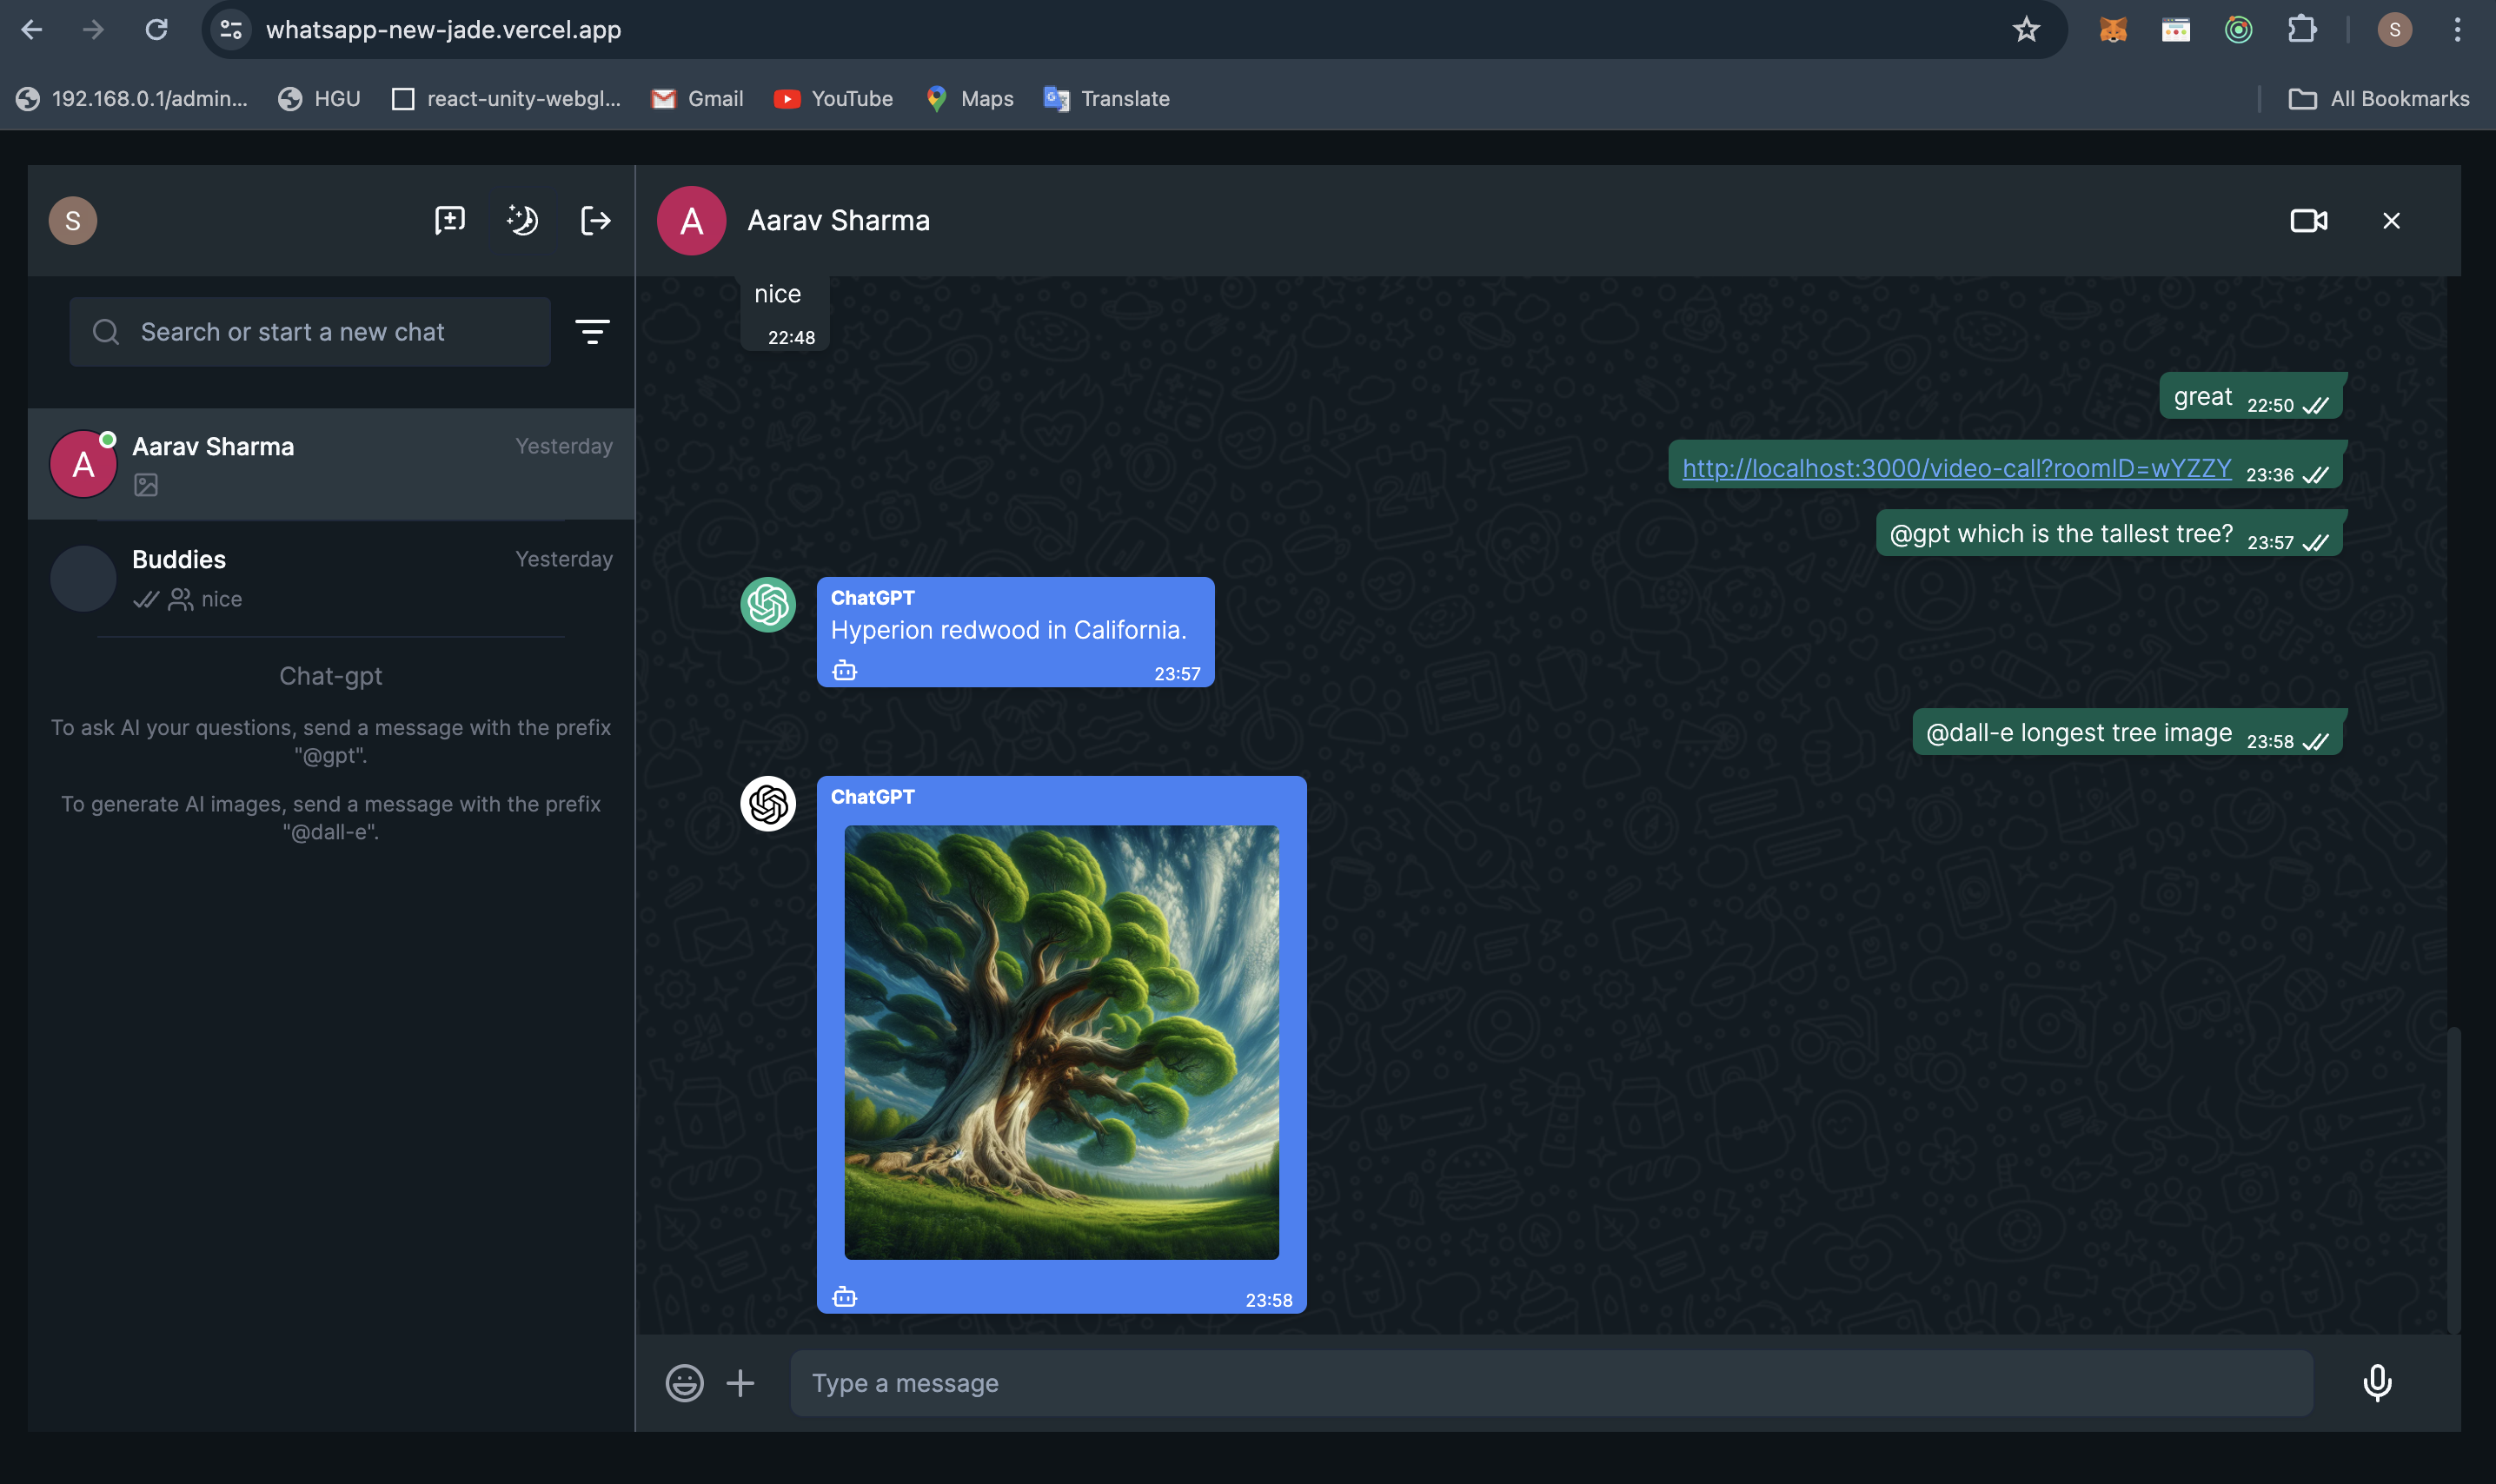 whatsapp-new-jade.vercel.app
S
192.168.0.1/admin...
HGU
react-unity-webgl...
Gmail
YouTube
Maps
Translate
All Bookmarks
S
A
Aarav Sharma
Search or start a new chat
A
Aarav Sharma
Yesterday
Buddies
Yesterday
nice
Chat-gpt
To ask AI your questions, send a message with the prefix
"@gpt".
To generate AI images, send a message with the prefix
"@dall-e".
nice
22:48
great 22:50
http://localhost:3000/video-call?roomID=wYZZY 23:36
@gpt which is the tallest tree? 23:57
ChatGPT
Hyperion redwood in California.
23:57
@dall-e longest tree image 23:58
ChatGPT
23:58
Type a message